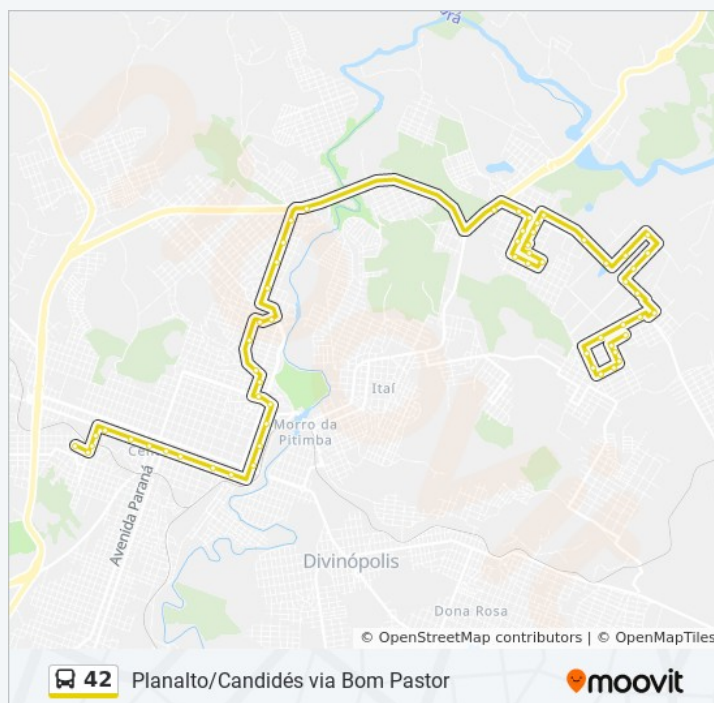 Itaí
Morro da
Pitimba
Avenida Paraná
Divinópolis
Dona Rosa
© OpenStreetMap contributors | © OpenMapTiles
42 Planalto/Candidés via Bom Pastor
moovit